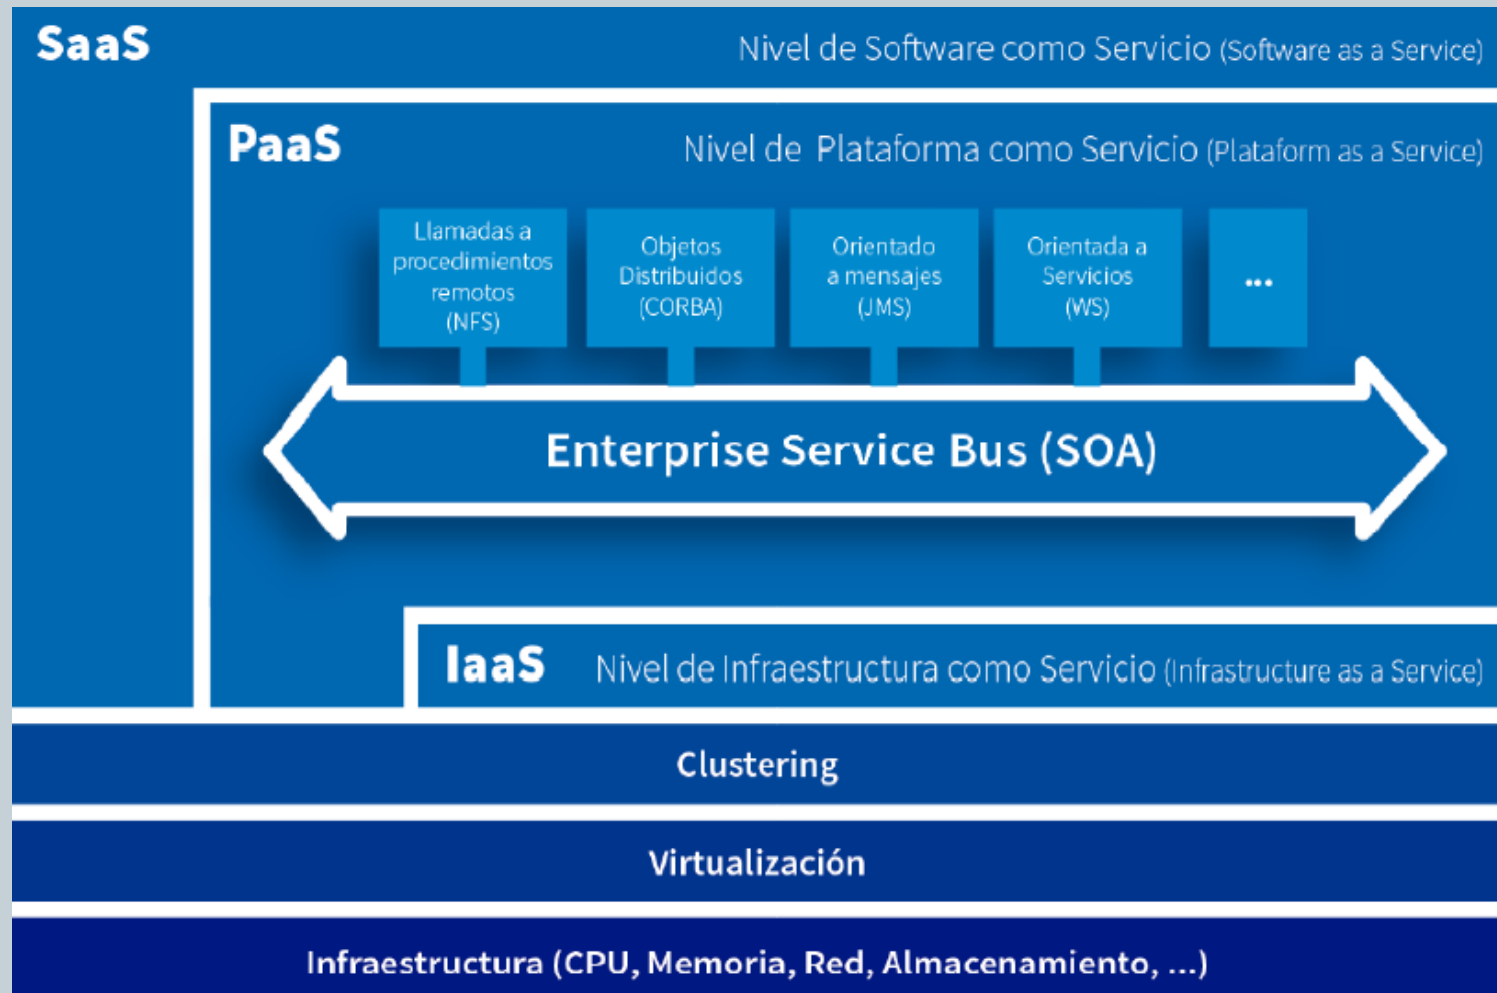 SaaS
Nivel de Software como Servicio (Software as a Service)
PaaS
Nivel de Plataforma como Servicio (Plataform as a Service)
Llamadas a
procedimientos
remotos
(NFS)
Objetos
Distribuidos
(CORBA)
Orientado
a mensajes
(JMS)
Orientada a
Servicios
(WS)
...
Enterprise Service Bus (SOA)
IaaS
Nivel de Infraestructura como Servicio (Infrastructure as a Service)
Clustering
Virtualización
Infraestructura (CPU, Memoria, Red, Almacenamiento, ...)